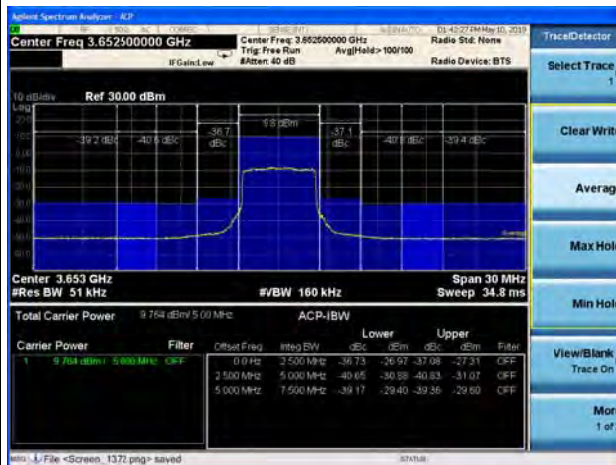 Agilent Spectrum Analyzer - ACP
01:42:27 PM May 10, 2019
Center Freq 3.652500000 GHz
Center Freq: 3.652500000 GHz
Radio Std: None
Trig: Free Run
Avg|Hold:> 100/100
IFGain:Low
#Atten: 40 dB
Radio Device: BTS
10 dB/div
Ref 30.00 dBm
Log
9.8 dBm
-39.2 dBc
-40.6 dBc
-36.7 dBc
-37.1 dBc
-40.8 dBc
-39.4 dBc
Average
Center 3.653 GHz
Span 30 MHz
#Res BW 51 kHz
#VBW 160 kHz
Sweep 34.8 ms
Total Carrier Power
9.764 dBm/ 5.00 MHz
ACP-IBW
Lower
Upper
Carrier Power
Filter
Offset Freq
Integ BW
dBc
dBm
dBc
dBm
Filter
1
9.764 dBm /
5.000 MHz
OFF
0.0 Hz
2.500 MHz
-36.73
-26.97
-37.08
-27.31
OFF
2.500 MHz
5.000 MHz
-40.65
-30.88
-40.83
-31.07
OFF
5.000 MHz
7.500 MHz
-39.17
-29.40
-39.36
-29.60
OFF
MSG
File <Screen_1372.png> saved
STATUS
Trace/Detector
Select Trace
1
Clear Writ
Averag
Max Hol
Min Hol
View/Blank
Trace On
Mor
1 of